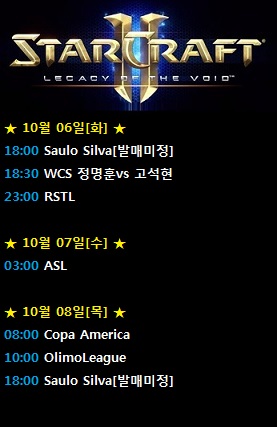 STARCRAFT
II
LEGACY OF THE VOID™
★ 10월 06일[화] ★
18:00 Saulo Silva[발매미정]
18:30 WCS 정명훈vs 고석현
23:00 RSTL
★ 10월 07일[수] ★
03:00 ASL
★ 10월 08일[목] ★
08:00 Copa America
10:00 OlimoLeague
18:00 Saulo Silva[발매미정]